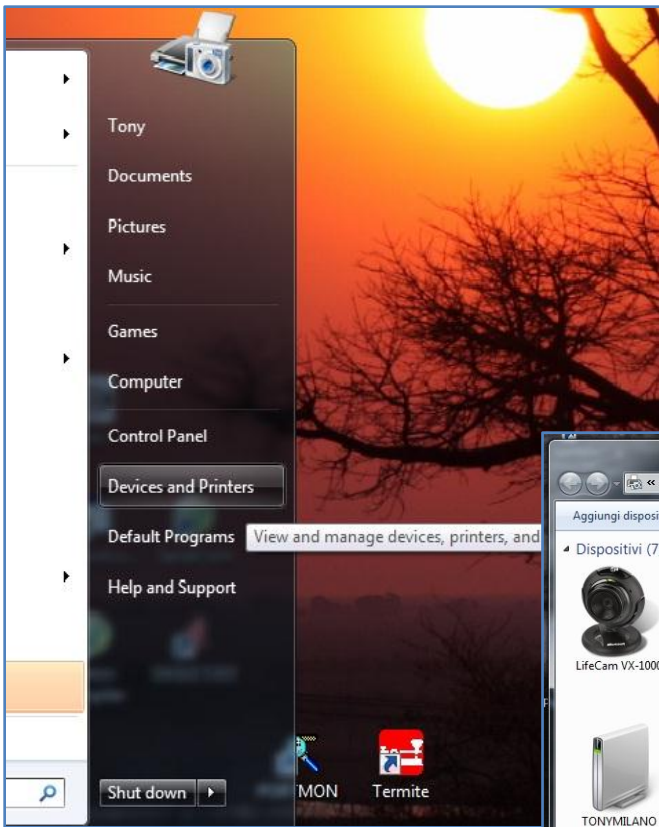 Tony
Documents
Pictures
Music
Games
Computer
Control Panel
Devices and Printers
Default Programs
View and manage devices, printers, and
Help and Support
Shut down
MON
Termite
«
Aggiungi disposi
Dispositivi (7
LifeCam VX-1000
TONYMILANO